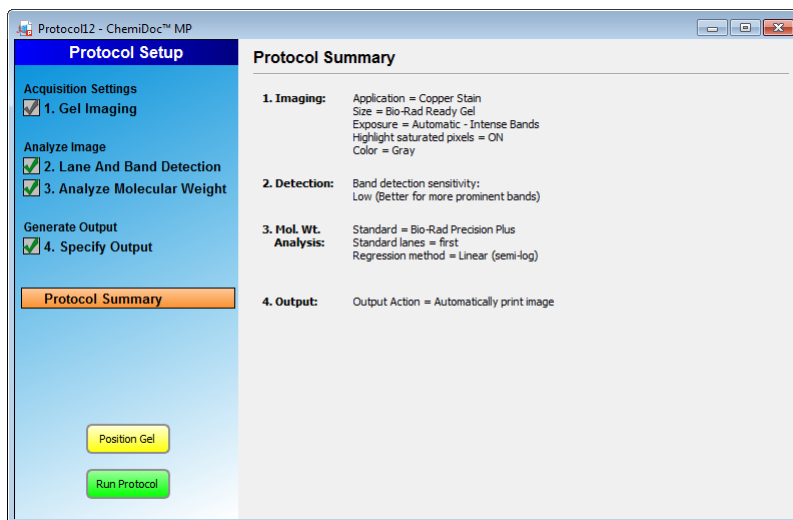 Protocol12 - ChemiDoc™ MP
Protocol Setup
Acquisition Settings
1. Gel Imaging
Analyze Image
2. Lane And Band Detection
3. Analyze Molecular Weight
Generate Output
4. Specify Output
Protocol Summary
Position Gel
Run Protocol
Protocol Summary
1. Imaging: Application = Copper Stain
Size = Bio-Rad Ready Gel
Exposure = Automatic - Intense Bands
Highlight saturated pixels = ON
Color = Gray
2. Detection: Band detection sensitivity:
Low (Better for more prominent bands)
3. Mol. Wt. Standard = Bio-Rad Precision Plus
Analysis: Standard lanes = first
Regression method = Linear (semi-log)
4. Output: Output Action = Automatically print image